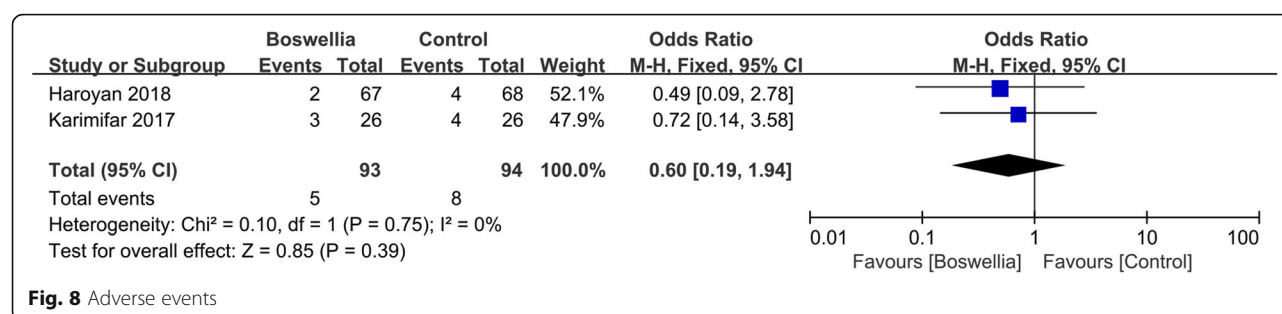 Boswellia Control Odds Ratio Odds Ratio
Study or Subgroup Events Total Events Total Weight M-H, Fixed, 95% CI M-H, Fixed, 95% CI
Haroyan 2018 2 67 4 68 52.1% 0.49 [0.09, 2.78]
Karimifar 2017 3 26 4 26 47.9% 0.72 [0.14, 3.58]
Total (95% CI) 93 94 100.0% 0.60 [0.19, 1.94]
Total events 5 8
Heterogeneity: Chi² = 0.10, df = 1 (P = 0.75); I² = 0%
Test for overall effect: Z = 0.85 (P = 0.39)
0.01 0.1 1 10 100
Favours [Boswellia] Favours [Control]
Fig. 8 Adverse events